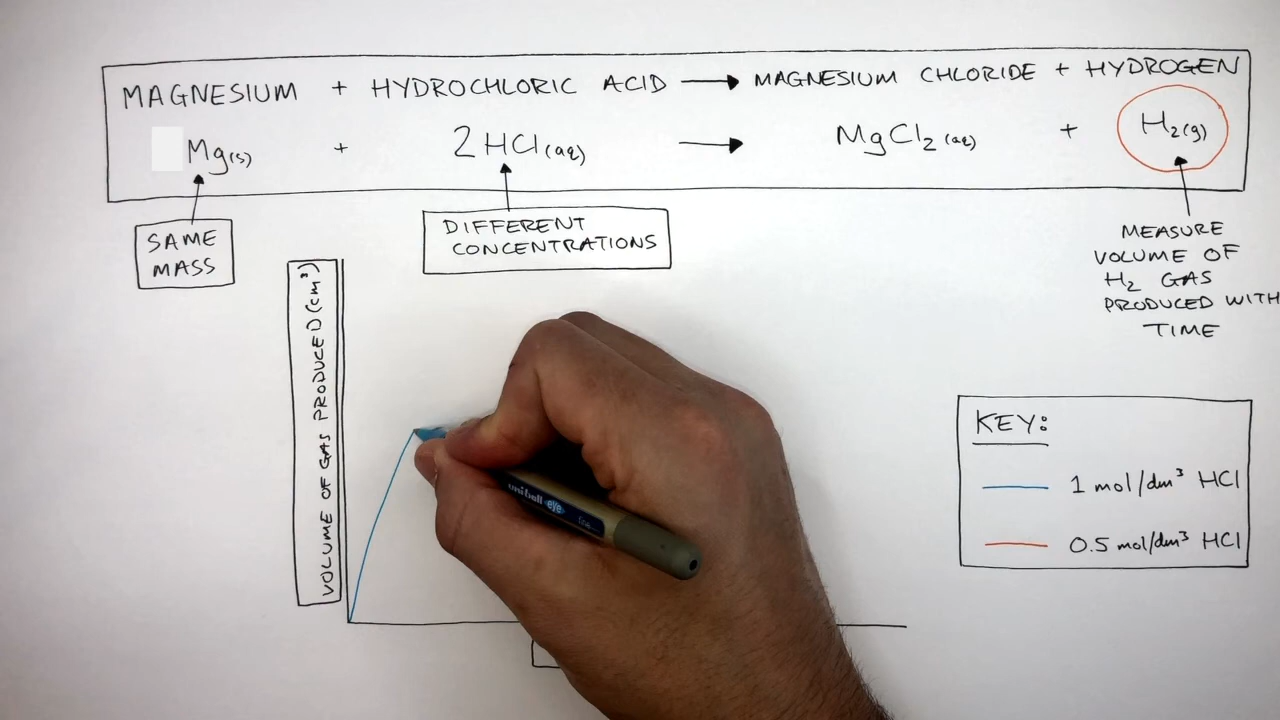 MAGNESIUM + HYDROCHLORIC ACID → MAGNESIUM CHLORIDE + HYDROGEN
Mg(s) + 2HCl(aq) → MgCl2(aq) + H2(g)
SAME
MASS
DIFFERENT
CONCENTRATIONS
MEASURE
VOLUME OF
H2 GAS
PRODUCED WITH
TIME
VOLUME OF GAS PRODUCED (cm³)
KEY:
1 mol/dm³ HCl
0.5 mol/dm³ HCl
uniball eye